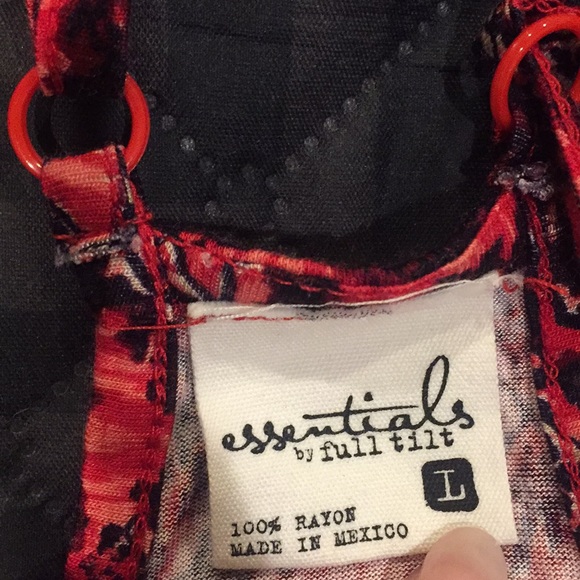 essentials
by full tilt
L
100% RAYON
MADE IN MEXICO